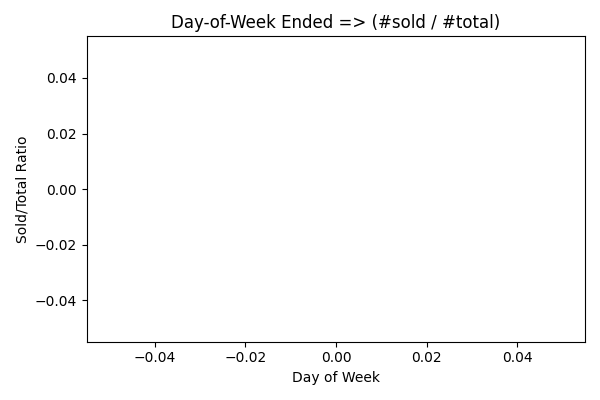 Day-of-Week Ended => (#sold / #total)
0.04
0.02
0.00
−0.02
−0.04
Sold/Total Ratio
−0.04 −0.02 0.00 0.02 0.04
Day of Week